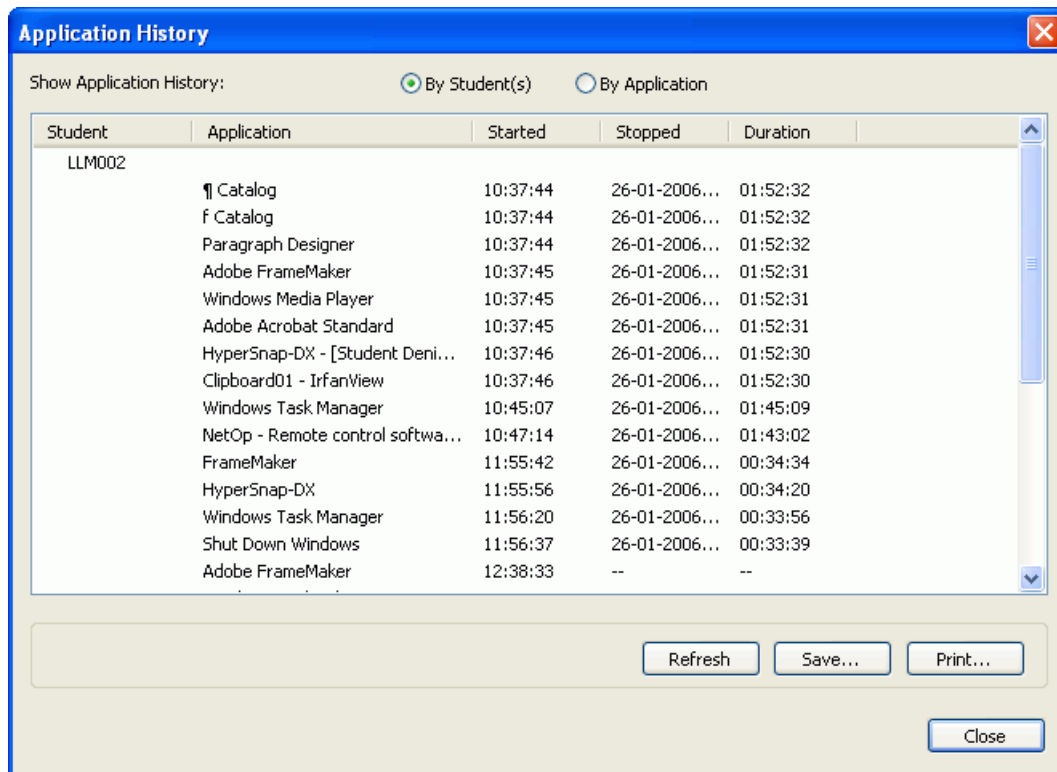 Application History
Show Application History: By Student(s) By Application
Student Application Started Stopped Duration
LLM002
¶ Catalog 10:37:44 26-01-2006... 01:52:32
f Catalog 10:37:44 26-01-2006... 01:52:32
Paragraph Designer 10:37:44 26-01-2006... 01:52:32
Adobe FrameMaker 10:37:45 26-01-2006... 01:52:31
Windows Media Player 10:37:45 26-01-2006... 01:52:31
Adobe Acrobat Standard 10:37:45 26-01-2006... 01:52:31
HyperSnap-DX - [Student Deni... 10:37:46 26-01-2006... 01:52:30
Clipboard01 - IrfanView 10:37:46 26-01-2006... 01:52:30
Windows Task Manager 10:45:07 26-01-2006... 01:45:09
NetOp - Remote control softwa... 10:47:14 26-01-2006... 01:43:02
FrameMaker 11:55:42 26-01-2006... 00:34:34
HyperSnap-DX 11:55:56 26-01-2006... 00:34:20
Windows Task Manager 11:56:20 26-01-2006... 00:33:56
Shut Down Windows 11:56:37 26-01-2006... 00:33:39
Adobe FrameMaker 12:38:33 -- --
Refresh Save... Print...
Close